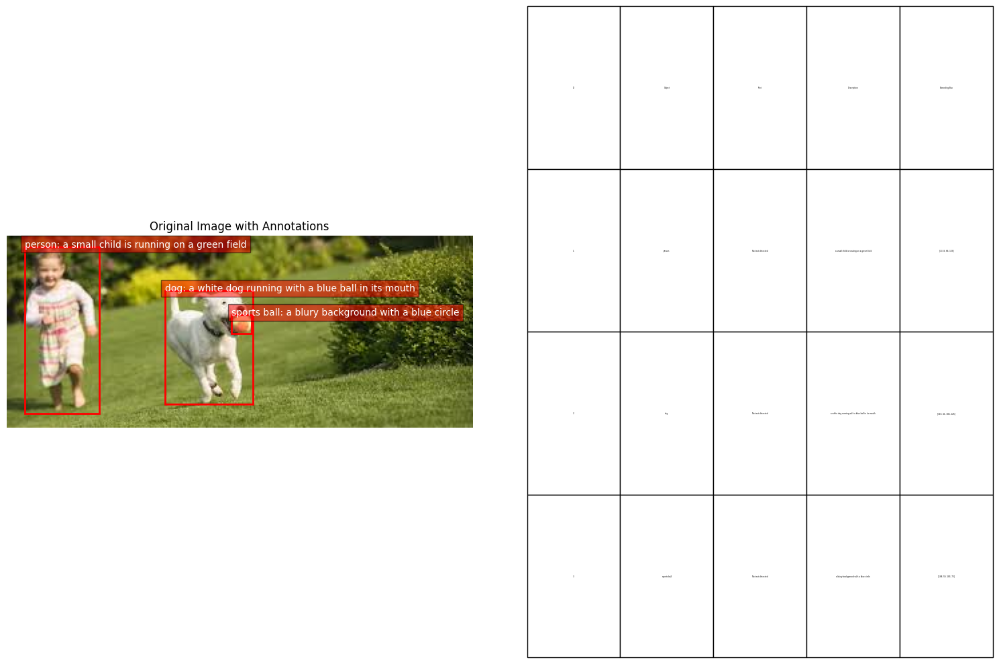 Original Image with Annotations
person: a small child is running on a green field
dog: a white dog running with a blue ball in its mouth
sports ball: a blury background with a blue circle
ID Object Text Description Bounding Box
1 person No text detected a small child is running on a green field
2 dog No text detected a white dog running with a blue ball in its mouth
3 sports ball No text detected a blury background with a blue circle